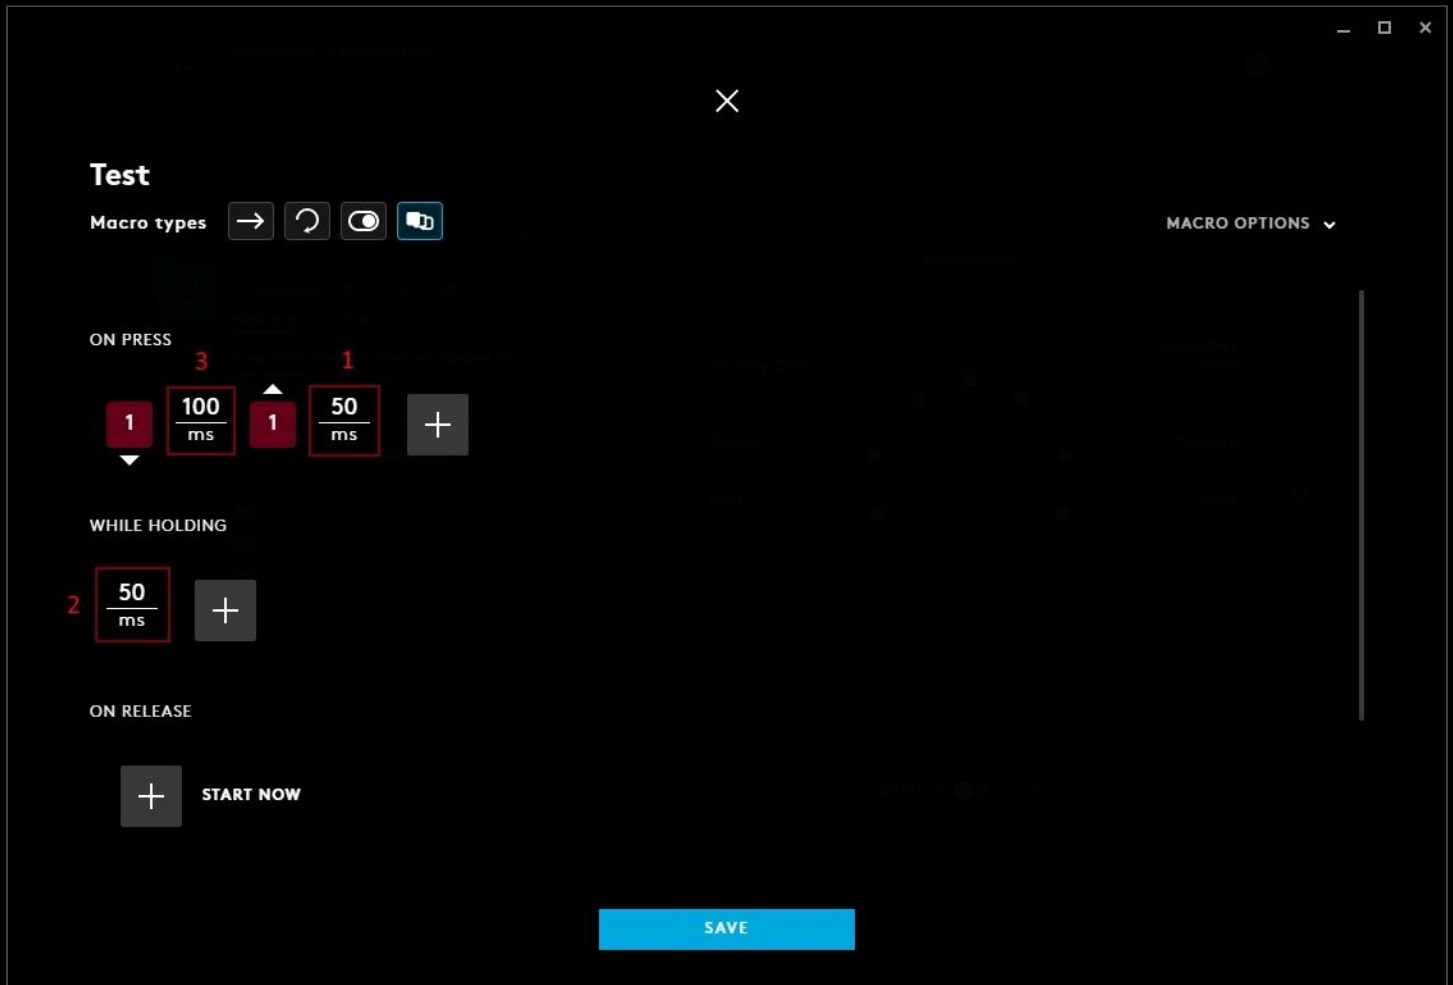 Test
Macro types
MACRO OPTIONS
ON PRESS
3 1
1 100 ms 1 50 ms
WHILE HOLDING
2 50 ms
ON RELEASE
START NOW
SAVE